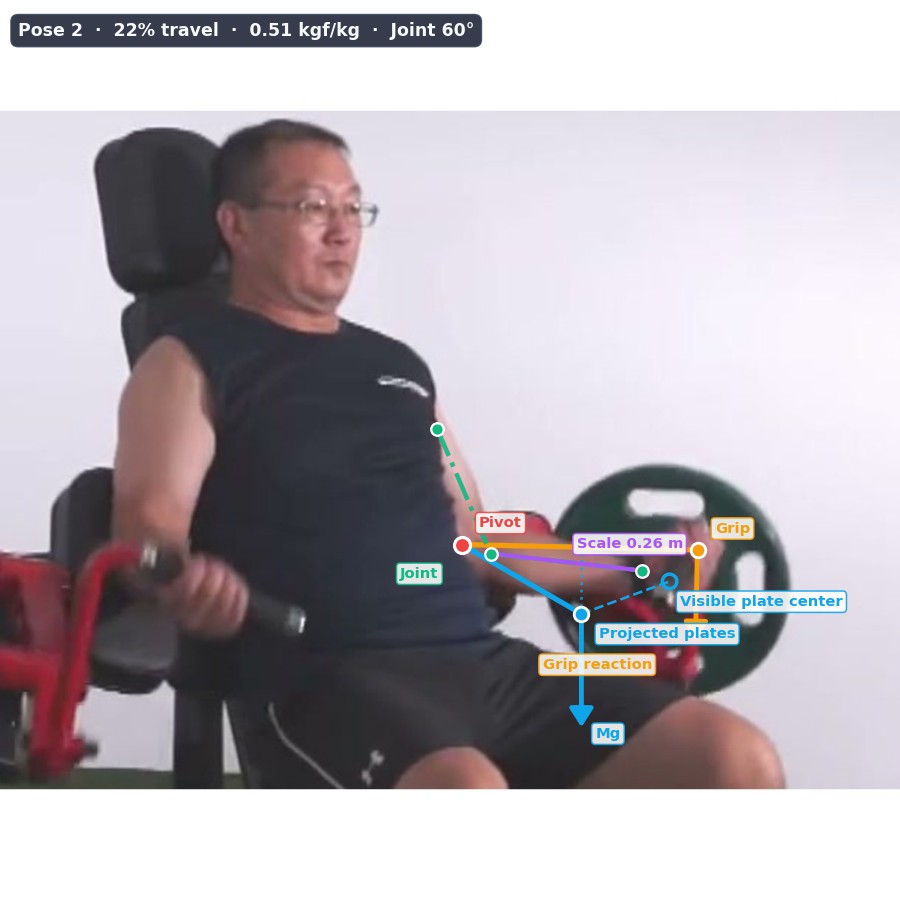 Pose 2 · 22% travel · 0.51 kgf/kg · Joint 60°
Pivot
Grip
Scale 0.26 m
Joint
Visible plate center
Projected plates
Grip reaction
Mg